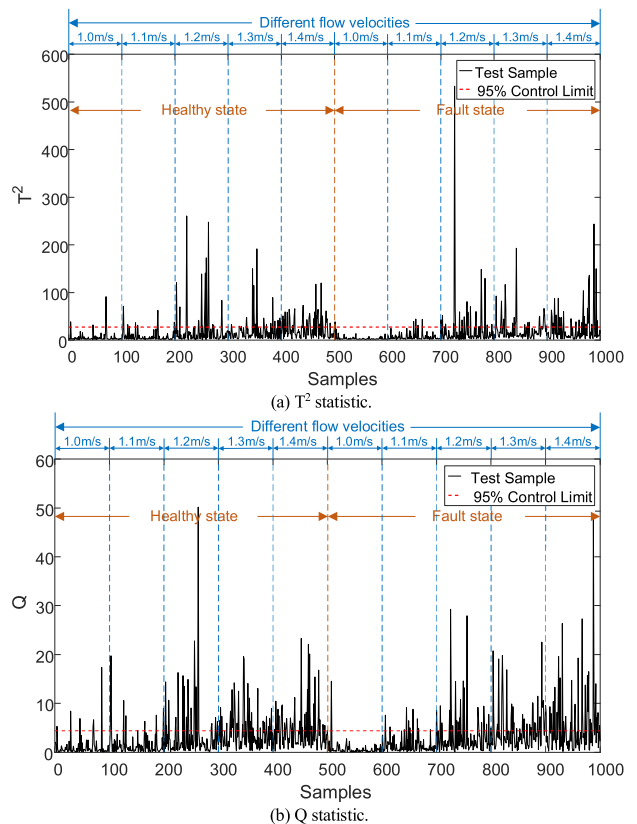 Different flow velocities
1.0m/s 1.1m/s 1.2m/s 1.3m/s 1.4m/s 1.0m/s 1.1m/s 1.2m/s 1.3m/s 1.4m/s
600
Test Sample
95% Control Limit
500
Healthy state Fault state
400
T²
300
200
100
0
0 100 200 300 400 500 600 700 800 900 1000
Samples
(a) T² statistic.
Different flow velocities
1.0m/s 1.1m/s 1.2m/s 1.3m/s 1.4m/s 1.0m/s 1.1m/s 1.2m/s 1.3m/s 1.4m/s
60
Test Sample
95% Control Limit
50
Healthy state Fault state
40
Q
30
20
10
0
0 100 200 300 400 500 600 700 800 900 1000
Samples
(b) Q statistic.